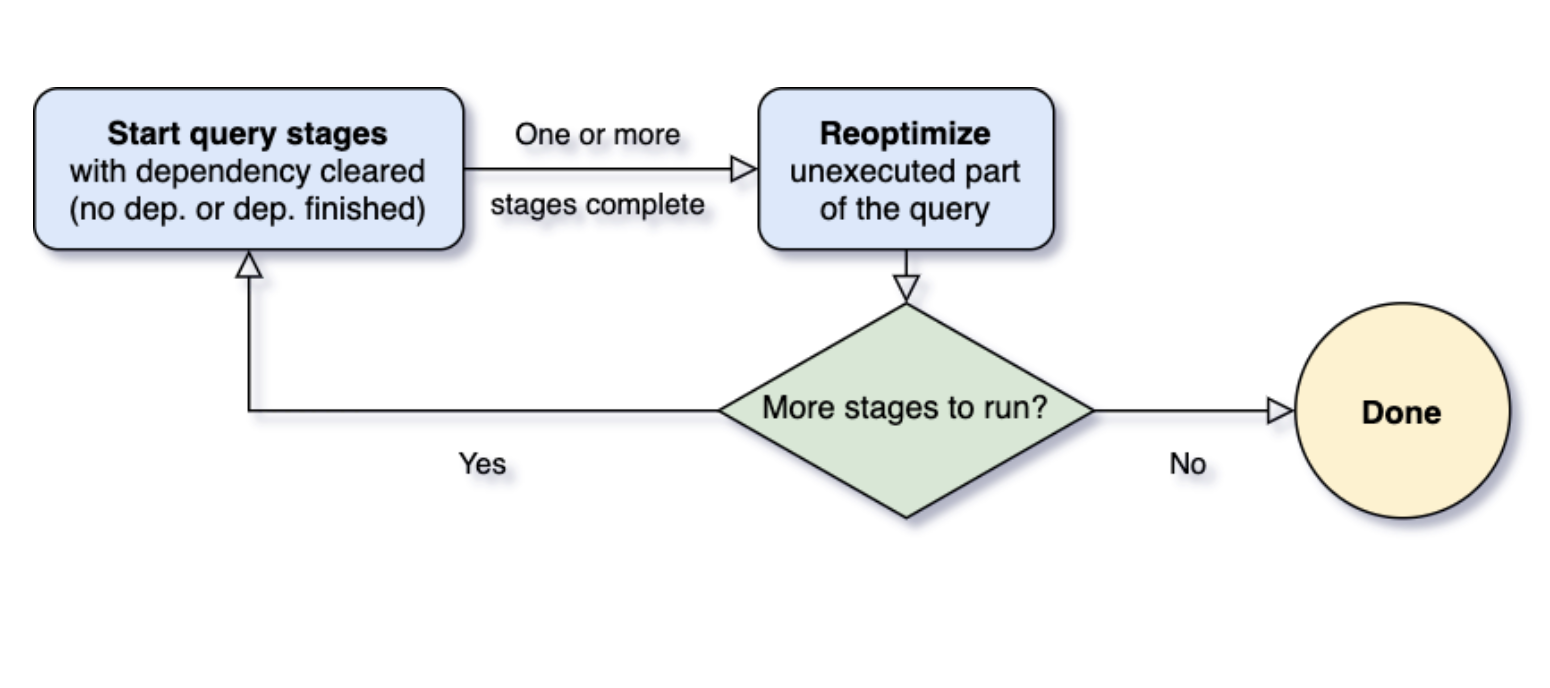 Start query stages
with dependency cleared
(no dep. or dep. finished)
One or more
stages complete
Reoptimize
unexecuted part
of the query
More stages to run?
Yes
No
Done